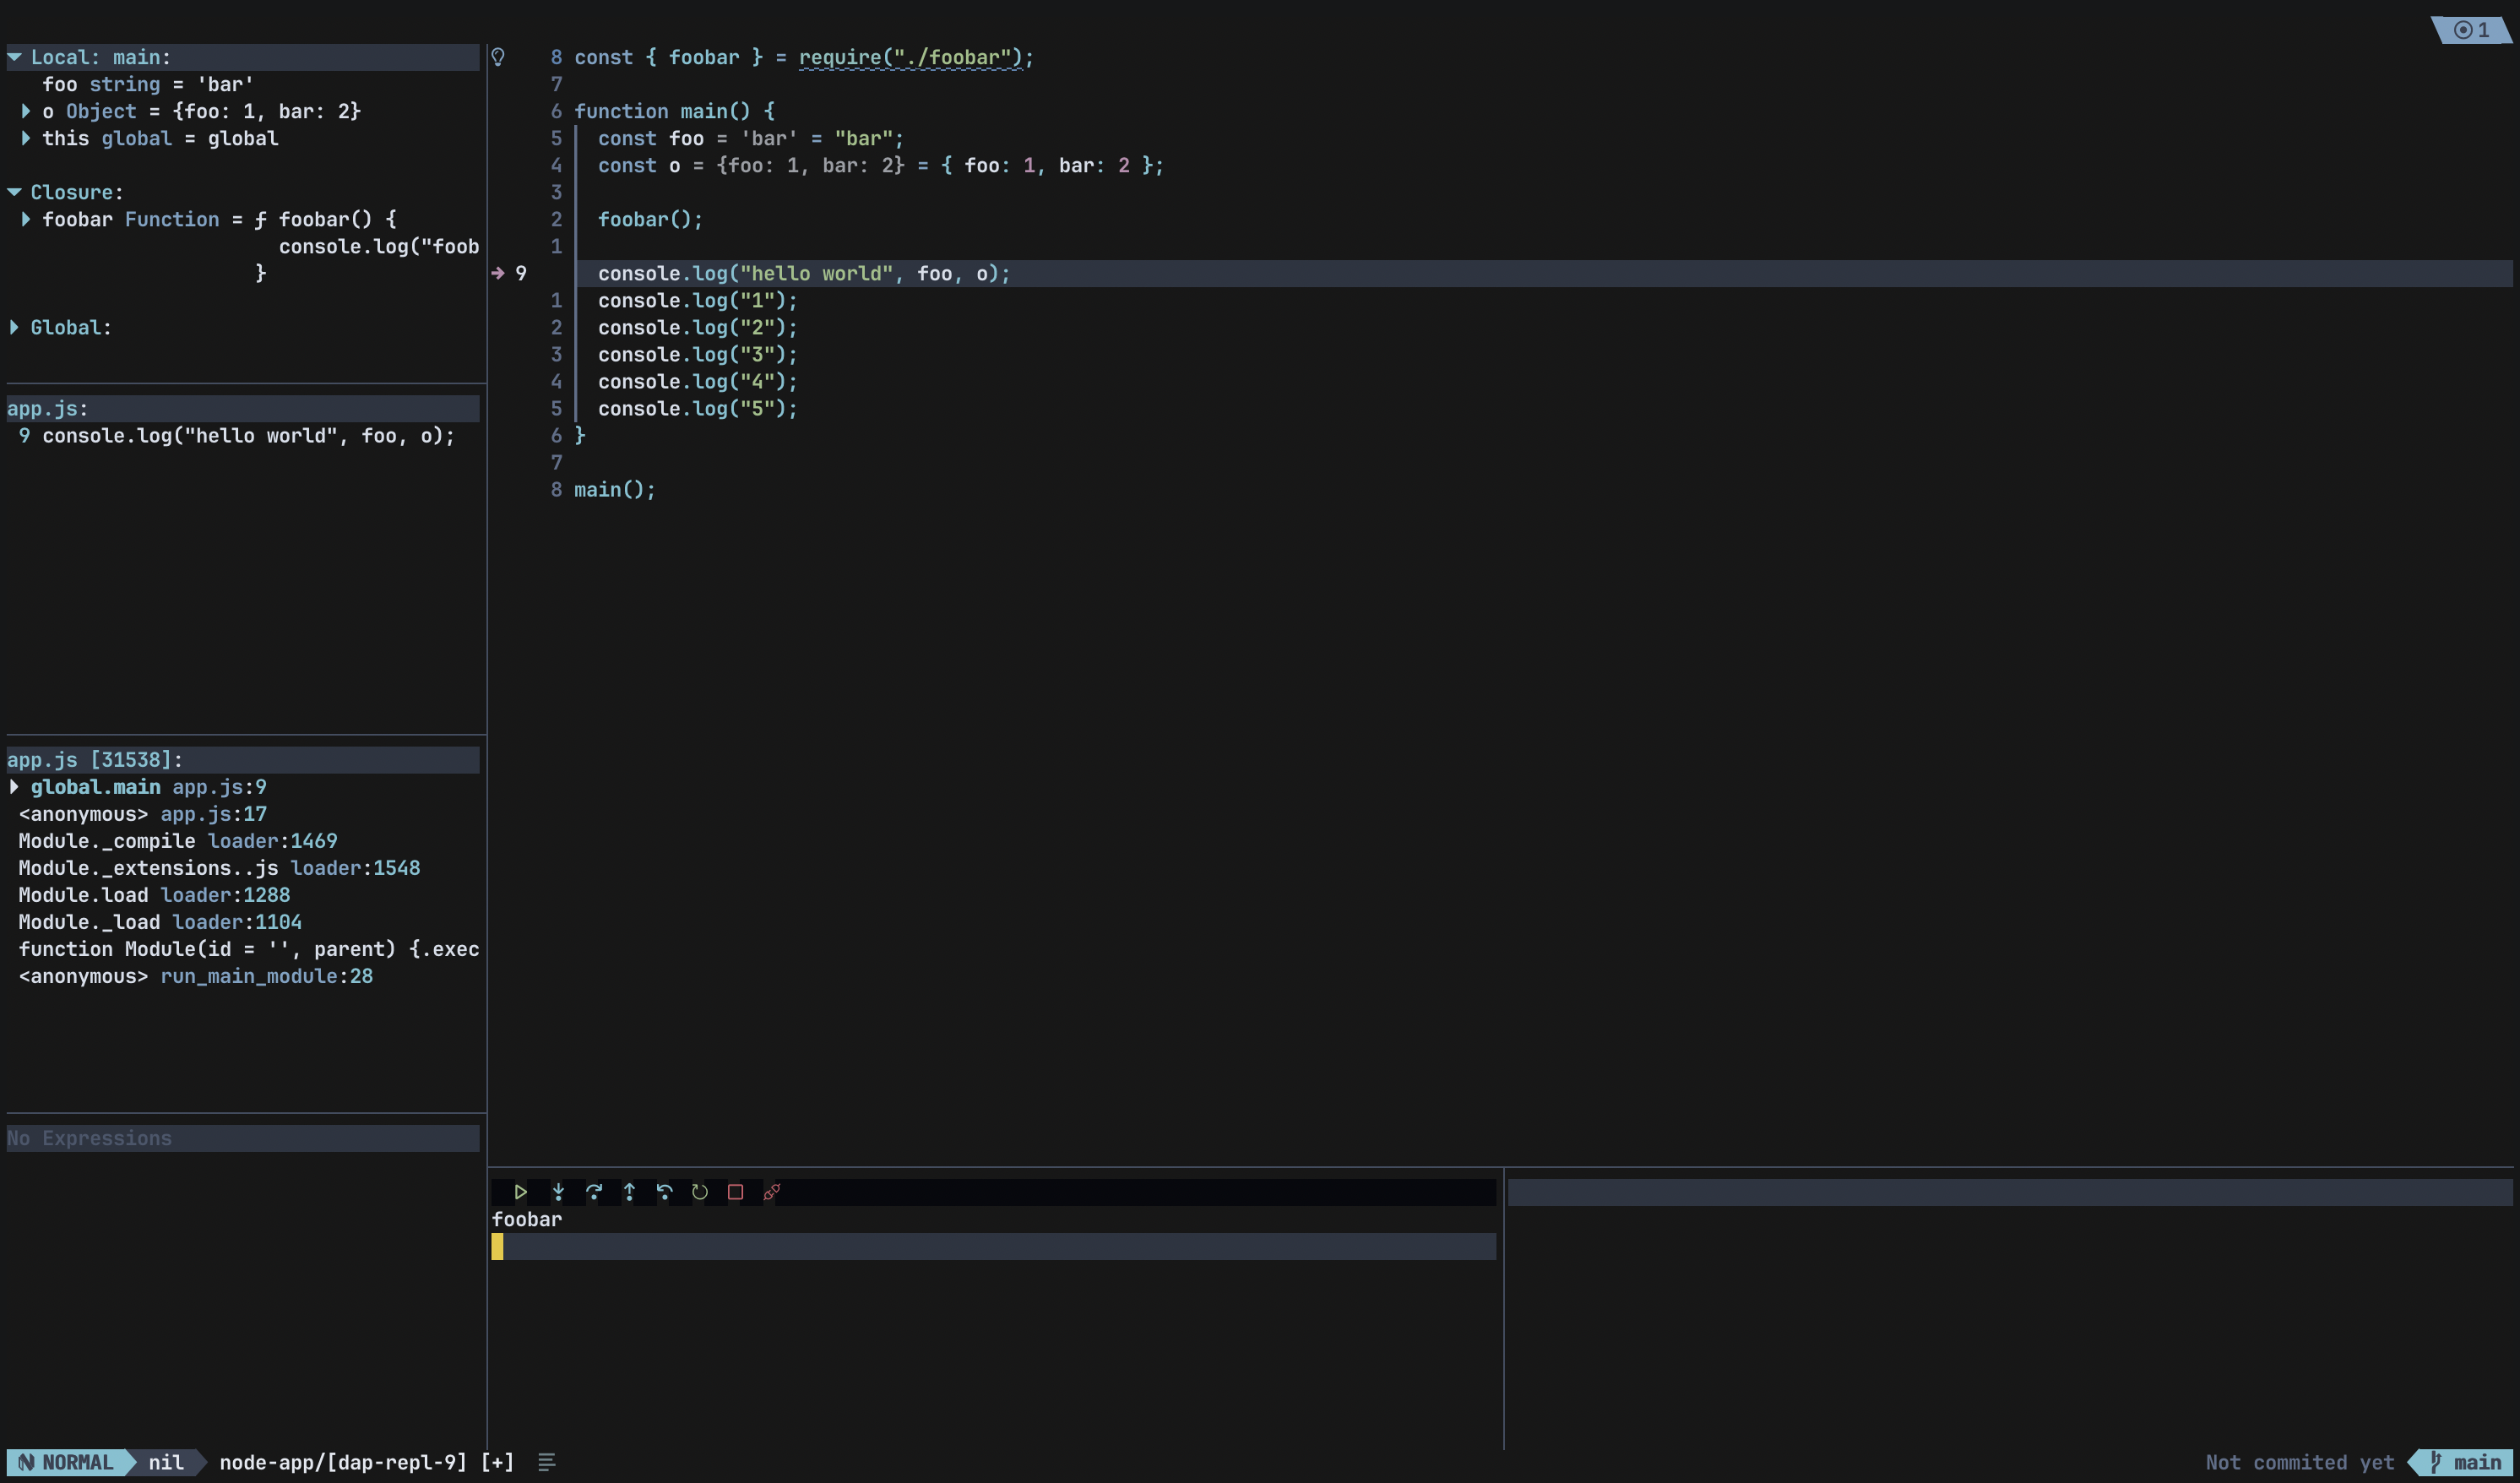 1
Local: main:
foo string = 'bar'
o Object = {foo: 1, bar: 2}
this global = global
Closure:
foobar Function = ƒ foobar() {
console.log("foob
}
Global:
app.js:
9 console.log("hello world", foo, o);
app.js [31538]:
global.main app.js:9
<anonymous> app.js:17
Module._compile loader:1469
Module._extensions..js loader:1548
Module.load loader:1288
Module._load loader:1104
function Module(id = '', parent) {.exec
<anonymous> run_main_module:28
No Expressions
8 const { foobar } = require("./foobar");
7
6 function main() {
5 const foo = 'bar' = "bar";
4 const o = {foo: 1, bar: 2} = { foo: 1, bar: 2 };
3
2 foobar();
1
9 console.log("hello world", foo, o);
1 console.log("1");
2 console.log("2");
3 console.log("3");
4 console.log("4");
5 console.log("5");
6 }
7
8 main();
foobar
NORMAL nil node-app/[dap-repl-9] [+] Not commited yet main